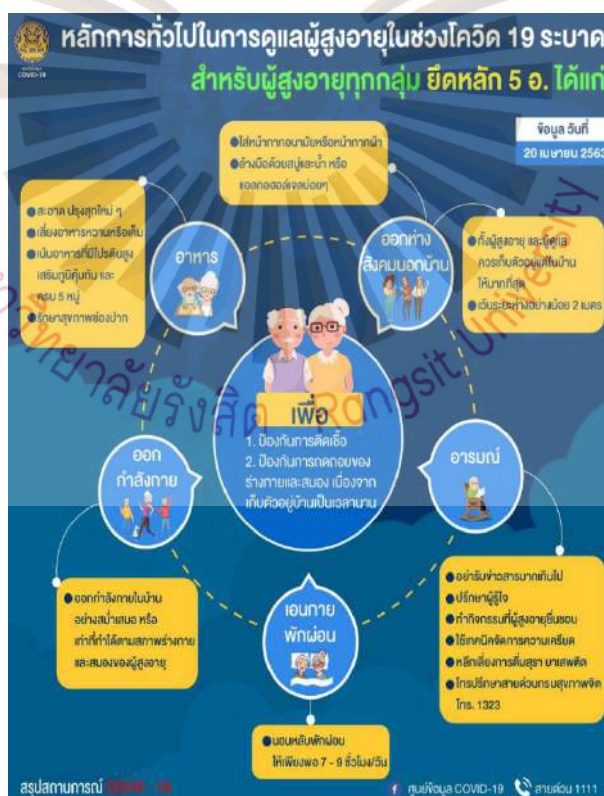 หลักการทั่วไปในการดูแลผู้สูงอายุในช่วงโควิด 19 ระบาด
สำหรับผู้สูงอายุทุกกลุ่ม ยึดหลัก 5 อ. ได้แก่
COVID-19
ข้อมูล วันที่
20 เมษายน 2563
ใส่หน้ากากอนามัยหรือหน้ากากผ้า
ล้างมือด้วยสบู่และน้ำ หรือ
แอลกอฮอล์เจลบ่อยๆ
สะอาด ปรุงสุกใหม่ ๆ
เลี่ยงอาหารหวานหรือเค็ม
เน้นอาหารที่มีโปรตีนสูง
เสริมภูมิคุ้มกัน และ
ครบ 5 หมู่
รักษาสุขภาพช่องปาก
อาหาร
ออกห่าง
สังคมนอกบ้าน
ทั้งผู้สูงอายุ และผู้ดูแล
ควรเก็บตัวอยู่แต่ในบ้าน
ให้มากที่สุด
เว้นระยะห่างอย่างน้อย 2 เมตร
มหาวิทยาลัยรังสิต Rangsit University
เพื่อ
1. ป้องกันการติดเชื้อ
2. ป้องกันการถดถอยของ
ร่างกายและสมอง เนื่องจาก
เก็บตัวอยู่บ้านเป็นเวลานาน
ออก
กำลังกาย
อารมณ์
ออกกำลังกายในบ้าน
อย่างสม่ำเสมอ หรือ
เท่าที่ทำได้ตามสภาพร่างกาย
และสมองของผู้สูงอายุ
เอนกาย
พักผ่อน
อย่ารับข่าวสารมากเกินไป
ปรึกษาผู้รู้ใจ
ทำกิจกรรมที่ผู้สูงอายุชื่นชอบ
ใช้เทคนิคจัดการความเครียด
หลีกเลี่ยงการดื่มสุรา ยาเสพติด
โทรปรึกษาสายด่วนกรมสุขภาพจิต
โทร. 1323
นอนหลับพักผ่อน
ให้เพียงพอ 7 - 9 ชั่วโมง/วัน
สรุปสถานการณ์ COVID - 19
ศูนย์ข้อมูล COVID-19 สายด่วน 1111